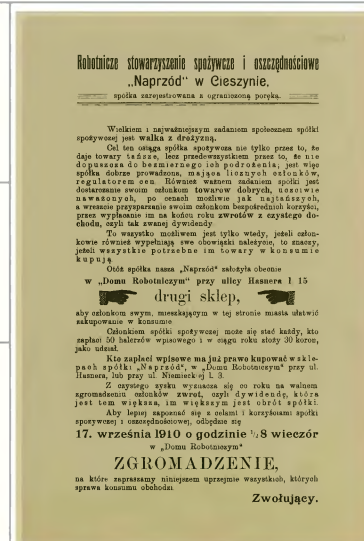 Robotnicze stowarzyszenie spożywcze i oszczędnościowe
„Naprzód" w Cieszynie,
spółka zarejestrowana z ograniczoną poręką.
Wielkiem i najważniejszym zadaniem społecznem spółki
spożywczej jest walka z drożyzną.
Cel ten osiąga spółka spożywcza nie tylko przez to, że
daje towary tańsze, lecz przedewszystkiem przez to, że nie
dopuszcza do bezmiernego ich podrożenia; jest więc
spółka dobrze prowadzona, mająca licznych członków,
regulatorem cen. Również ważnem zadaniem spółki jest
dostarczanie swoim członkom towarów dobrych, uczciwie
naważonych, po cenach możliwie jak najtańszych,
a wreszcie przysparzanie swoim członkom bezpośrednich korzyści,
przez wypłacanie im na końcu roku zwrotów z czystego do-
chodu, czyli tak zwanej dywidendy.
To wszystko możliwem jest tylko wtedy, jeżeli człon-
kowie również wypełniają swe obowiązki należycie, to znaczy,
jeżeli wszystkie potrzebne im towary w konsumie
kupują.
Otóż spółka nasza „Naprzód" założyła obecnie
w „Domu Robotniczym" przy ulicy Hasnera l. 15
drugi sklep,
aby członkom swym, mieszkającym w tej stronie miasta ułatwić
zakupowanie w konsumie.
Członkiem spółki spożywczej może się stać każdy, kto
zapłaci 50 halerzów wpisowego i w ciągu roku złoży 30 koron,
jako udział.
Kto zapłaci wpisowe ma już prawo kupować w skle-
pach spółki „Naprzód", w „Domu Robotniczym" przy ul.
Hasnera, lub przy ul. Niemieckiej l. 3.
Z czystego zysku wyznacza się co roku na walnem
zgromadzeniu członków zwrot, czyli dywidendę, która
jest tem większa, im większym jest obrót spółki.
Aby lepiej zapoznać się z celami i korzyściami spółki
spożywczej i oszczędnościowej, odbędzie się
17. września 1910 o godzinie ½8 wieczór
w „Domu Robotniczym"
ZGROMADZENIE,
na które zapraszamy niniejszem uprzejmie wszystkich, których
sprawa konsumu obchodzi.
Zwołujący.